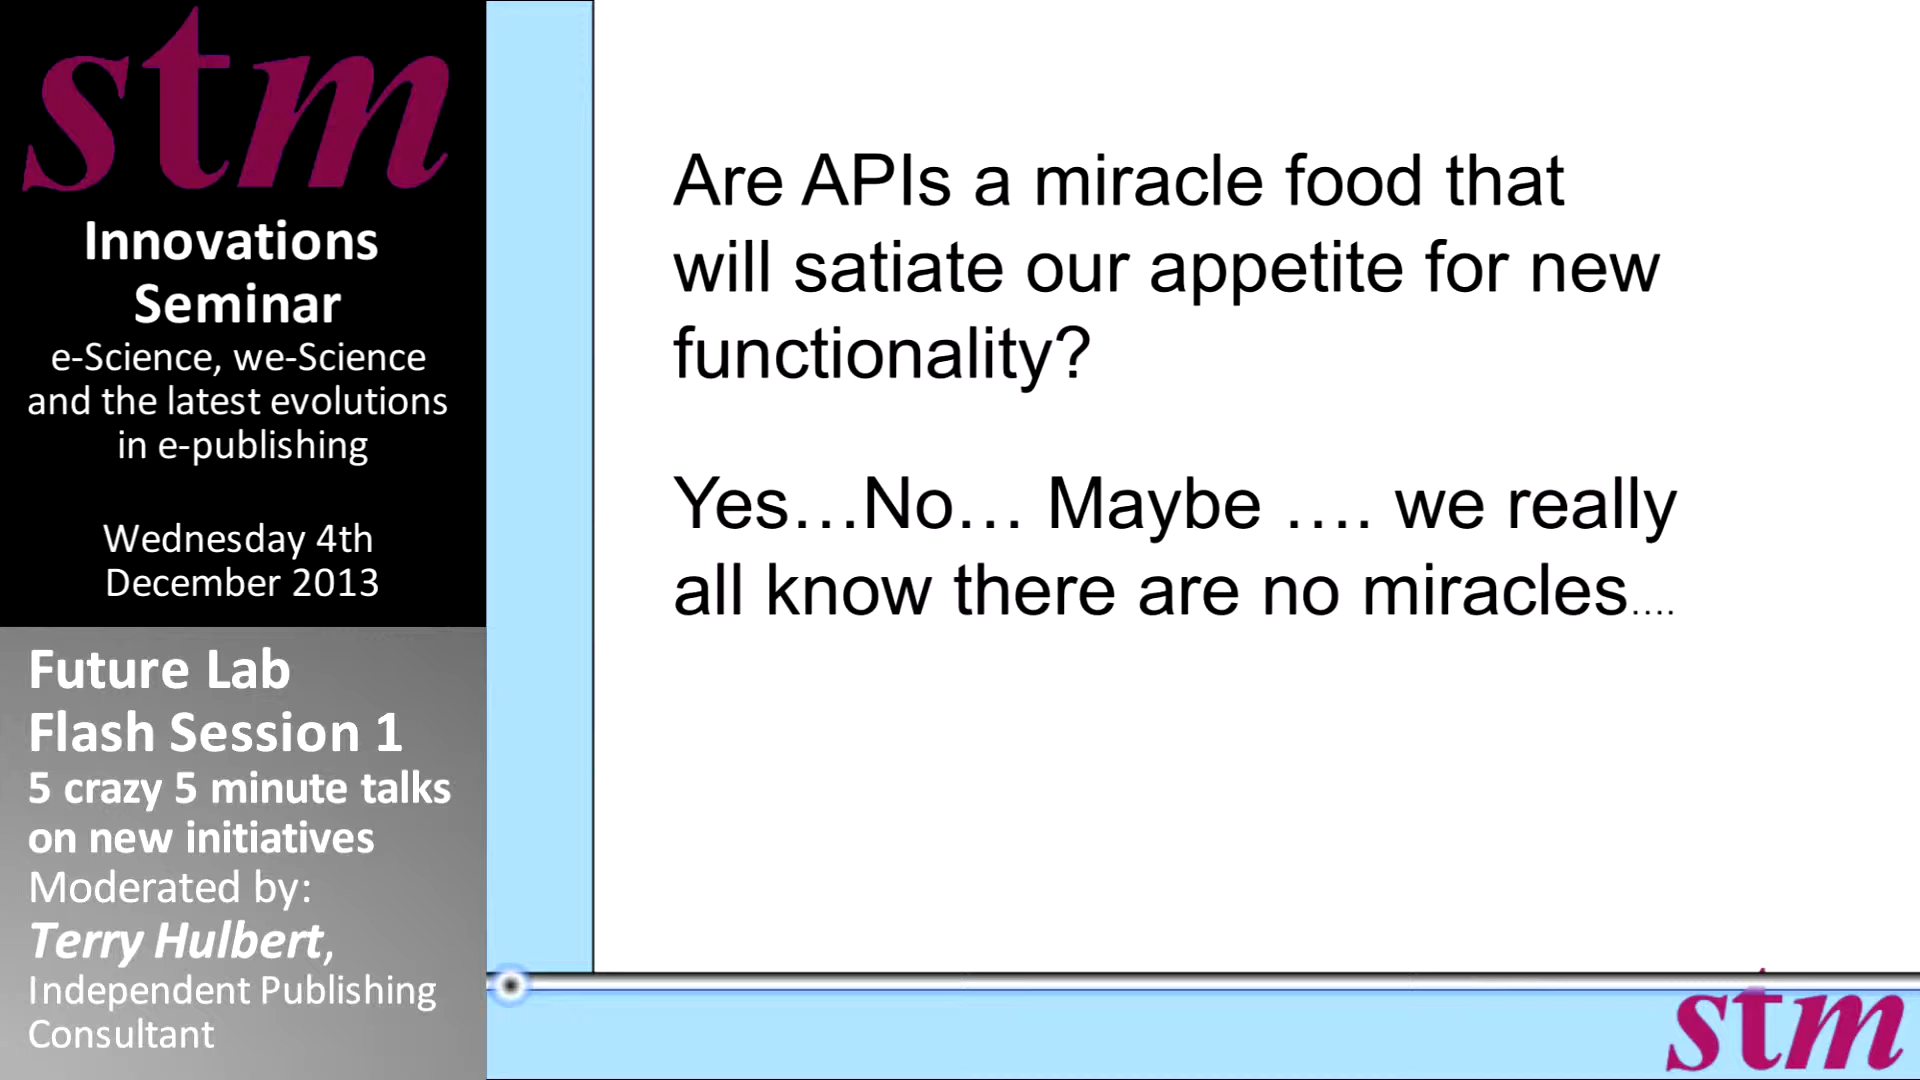 stm
Innovations
Seminar
e-Science, we-Science
and the latest evolutions
in e-publishing
Wednesday 4th
December 2013
Future Lab
Flash Session 1
5 crazy 5 minute talks
on new initiatives
Moderated by:
Terry Hulbert,
Independent Publishing
Consultant
Are APIs a miracle food that
will satiate our appetite for new
functionality?
Yes…No… Maybe …. we really
all know there are no miracles….
stm